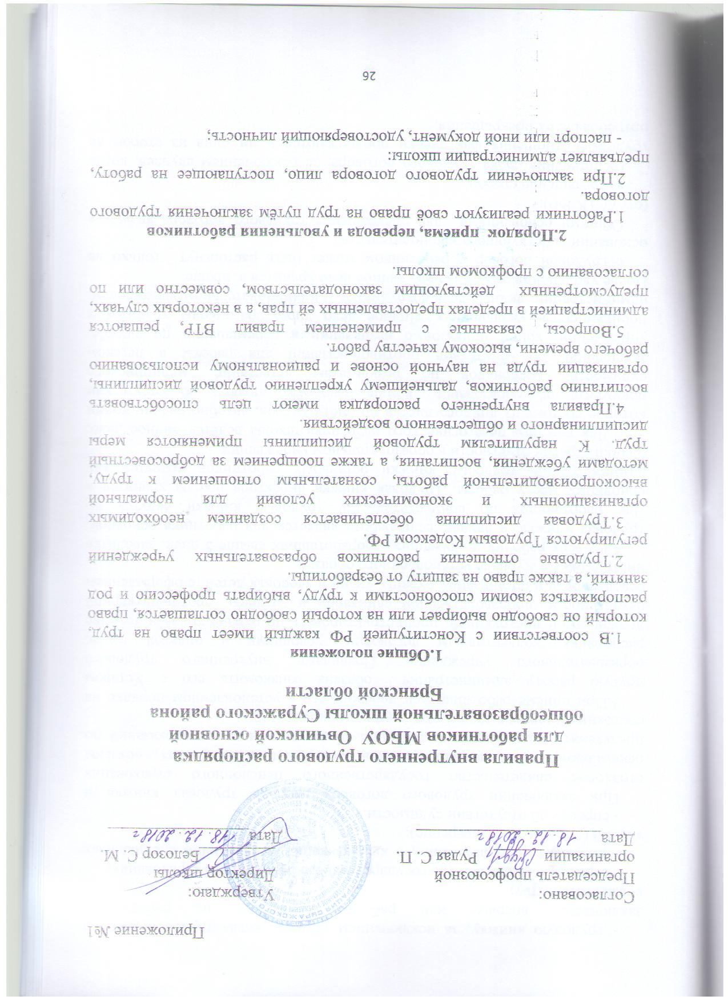 Приложение №1
Согласовано:
Председатель профсоюзной
организации Рудая С. П.
Дата 18.12.2018 г
Утверждаю:
Директор школы
Белозор С. М.
Дата 18.12.2018 г
Правила внутреннего трудового распорядка
для работников МБОУ Овчинской основной
общеобразовательной школы Суражского района
Брянской области
1.Общие положения
1.В соответствии с Конституцией РФ каждый имеет право на труд,
который он свободно выбирает или на который свободно соглашается, право
распоряжаться своими способностями к труду, выбирать профессию и род
занятий, а также право на защиту от безработицы.
2.Трудовые отношения работников образовательных учреждений
регулируются Трудовым Кодексом РФ.
3.Трудовая дисциплина обеспечивается созданием необходимых
организационных и экономических условий для нормальной
высокопроизводительной работы, сознательным отношением к труду,
методами убеждения, воспитания, а также поощрением за добросовестный
труд. К нарушителям трудовой дисциплины применяются меры
дисциплинарного и общественного воздействия.
4.Правила внутреннего распорядка имеют цель способствовать
воспитанию работников, дальнейшему укреплению трудовой дисциплины,
организации труда на научной основе и рациональному использованию
рабочего времени, высокому качеству работ.
5.Вопросы, связанные с применением правил ВТР, решаются
администрацией в пределах предоставленных ей прав, а в некоторых случаях,
предусмотренных действующим законодательством, совместно или по
согласованию с профкомом школы.
2.Порядок приема, перевода и увольнения работников
1.Работники реализуют своё право на труд путём заключения трудового
договора.
2.При заключении трудового договора лицо, поступающее на работу,
предъявляет администрации школы:
- паспорт или иной документ, удостоверяющий личность;
26